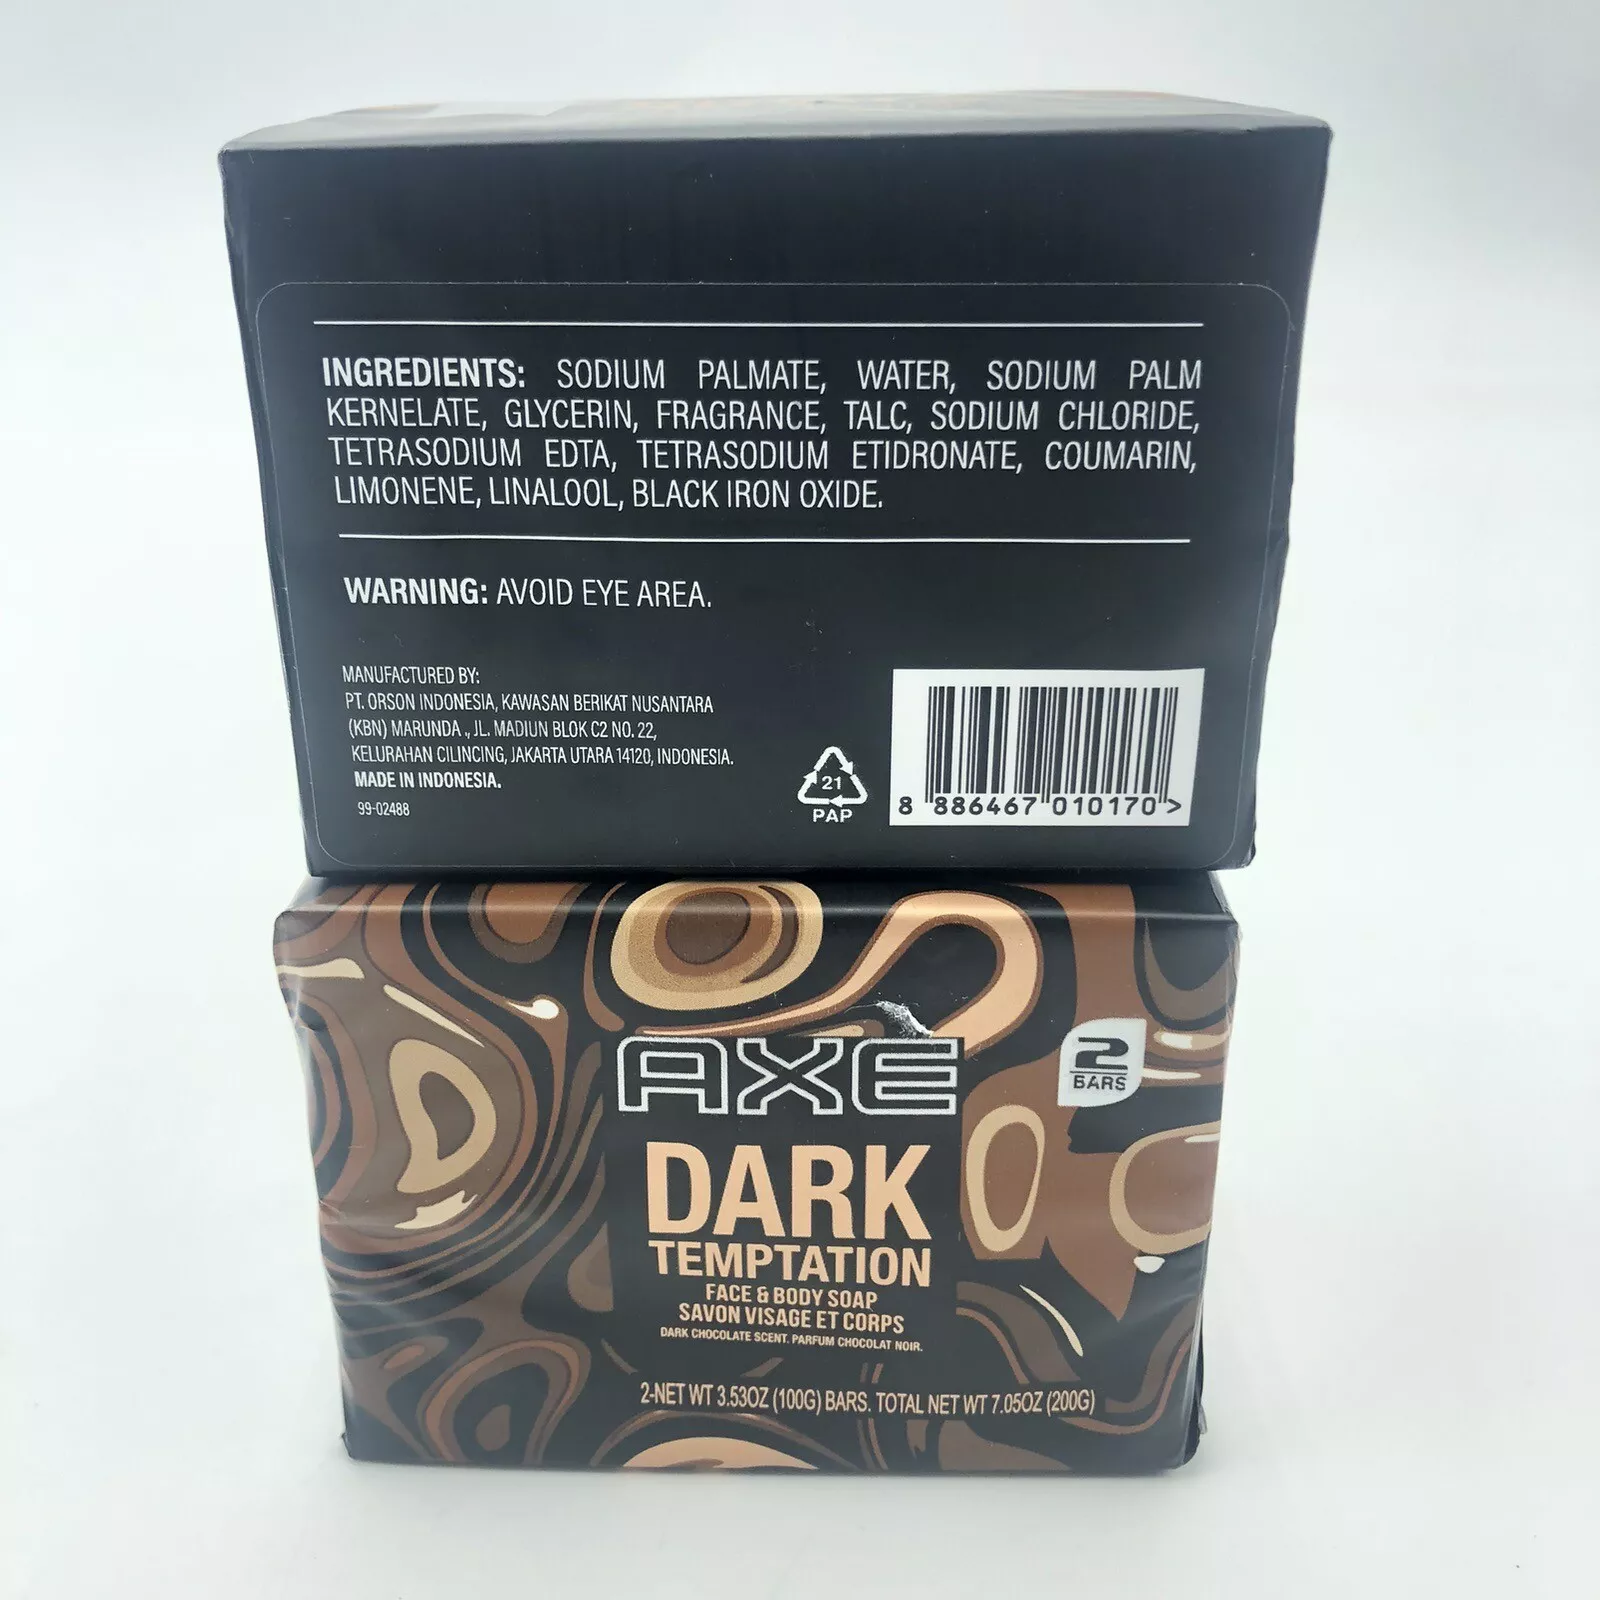 INGREDIENTS: SODIUM PALMATE, WATER, SODIUM PALM
KERNELATE, GLYCERIN, FRAGRANCE, TALC, SODIUM CHLORIDE,
TETRASODIUM EDTA, TETRASODIUM ETIDRONATE, COUMARIN,
LIMONENE, LINALOOL, BLACK IRON OXIDE.
WARNING: AVOID EYE AREA.
MANUFACTURED BY:
PT. ORSON INDONESIA, KAWASAN BERIKAT NUSANTARA
(KBN) MARUNDA ., JL. MADIUN BLOK C2 NO. 22,
KELURAHAN CILINCING, JAKARTA UTARA 14120, INDONESIA.
MADE IN INDONESIA.
99-02488
21
PAP
8 886467 010170 >
AXE
2
BARS
DARK
TEMPTATION
FACE & BODY SOAP
SAVON VISAGE ET CORPS
DARK CHOCOLATE SCENT. PARFUM CHOCOLAT NOIR.
2-NET WT 3.53OZ (100G) BARS. TOTAL NET WT 7.05OZ (200G)